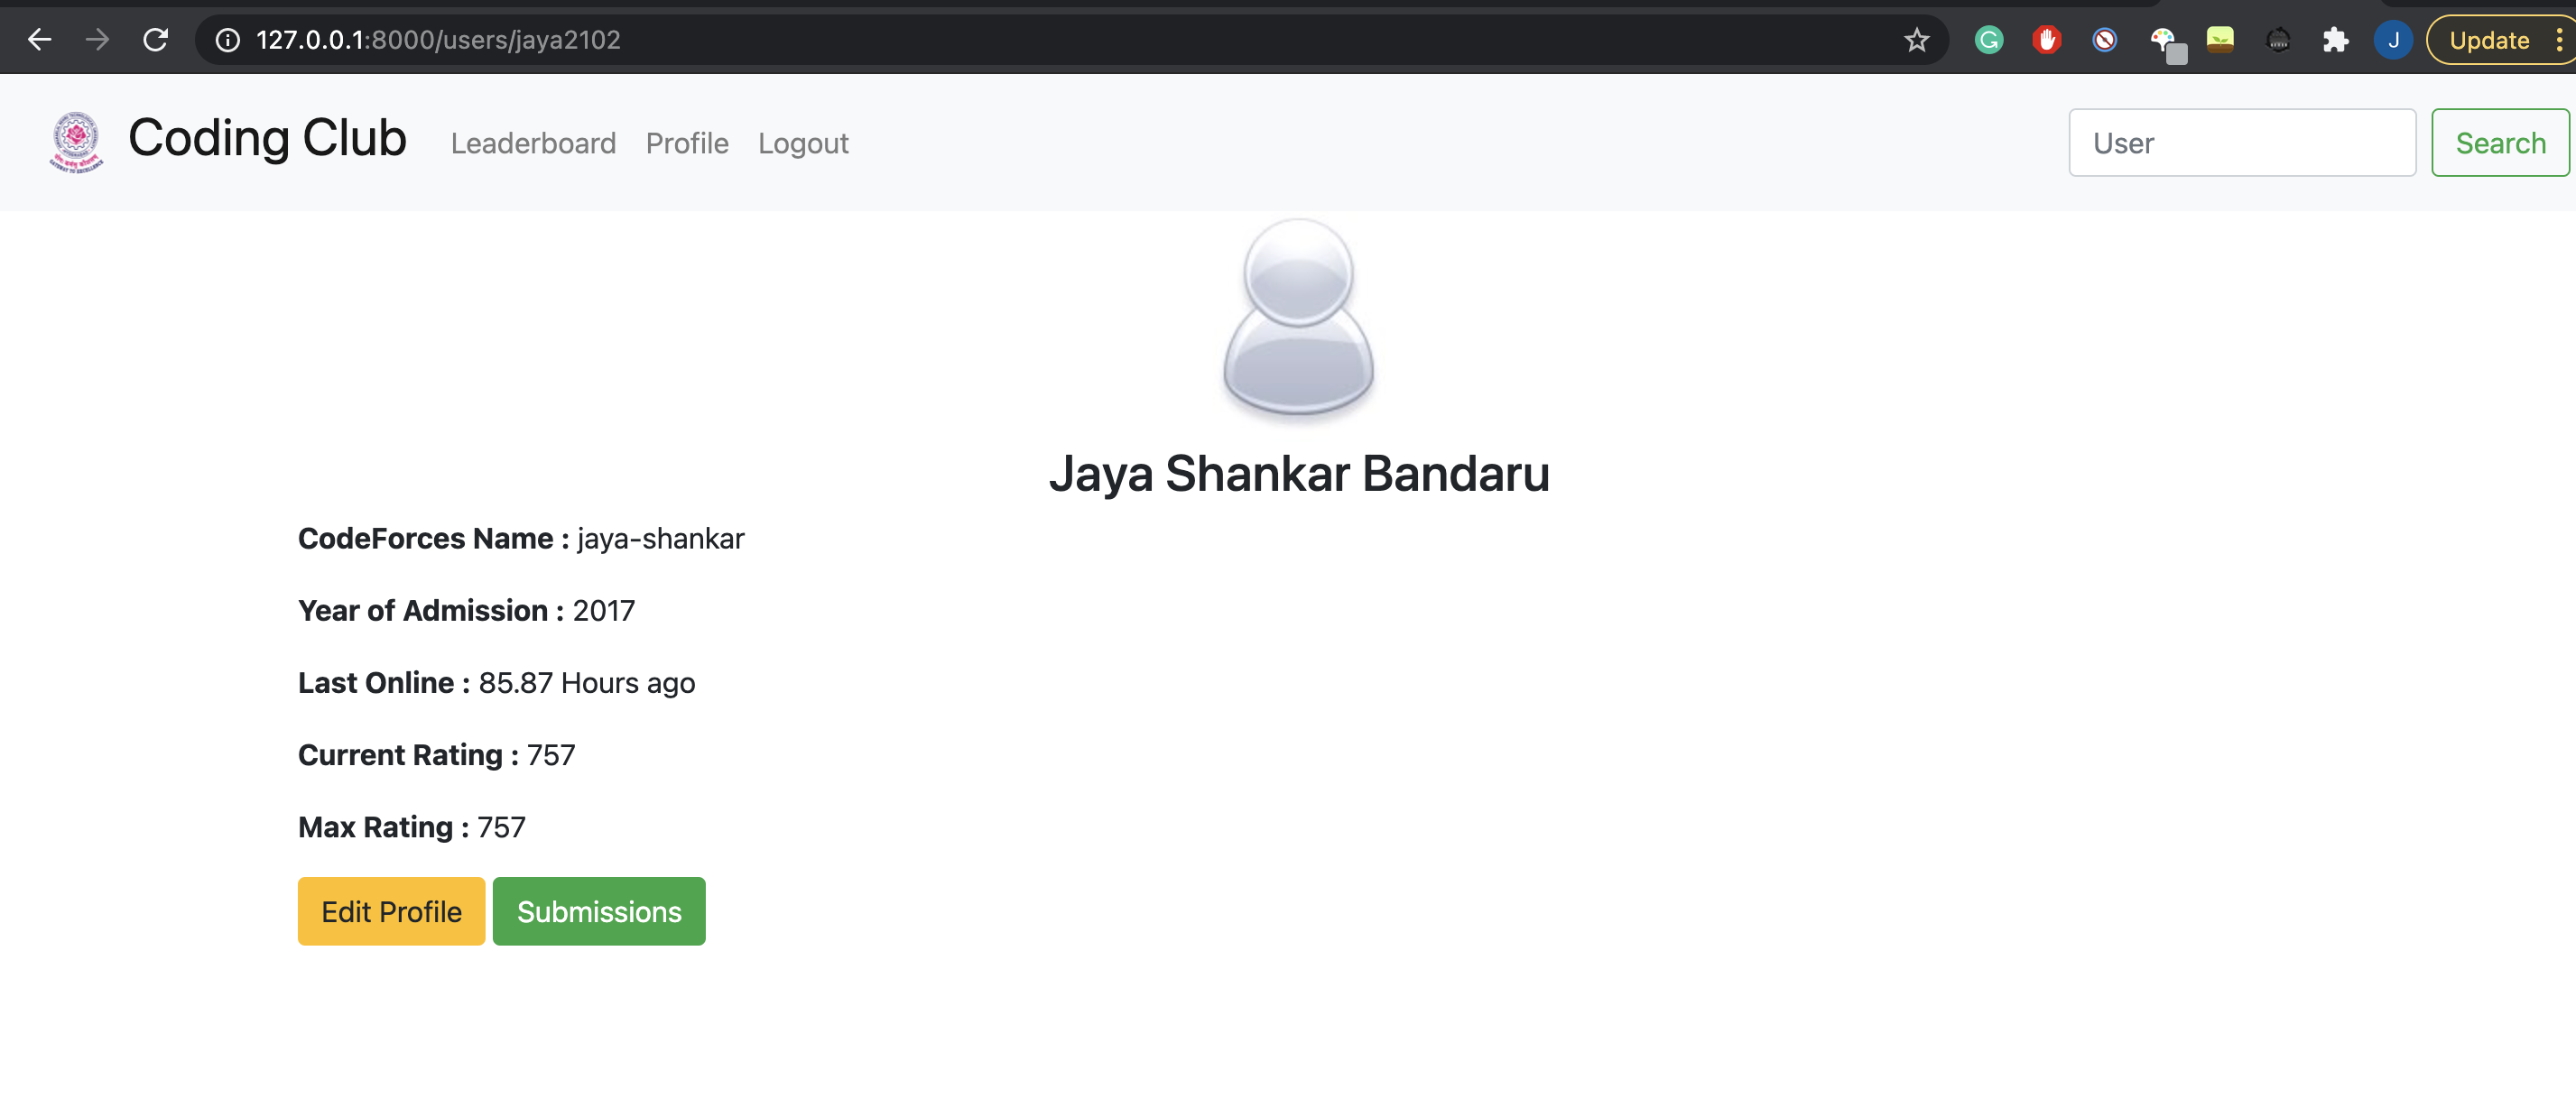 127.0.0.1:8000/users/jaya2102
J
Update
Coding Club
Leaderboard Profile Logout
User
Search
Jaya Shankar Bandaru
CodeForces Name : jaya-shankar
Year of Admission : 2017
Last Online : 85.87 Hours ago
Current Rating : 757
Max Rating : 757
Edit Profile Submissions